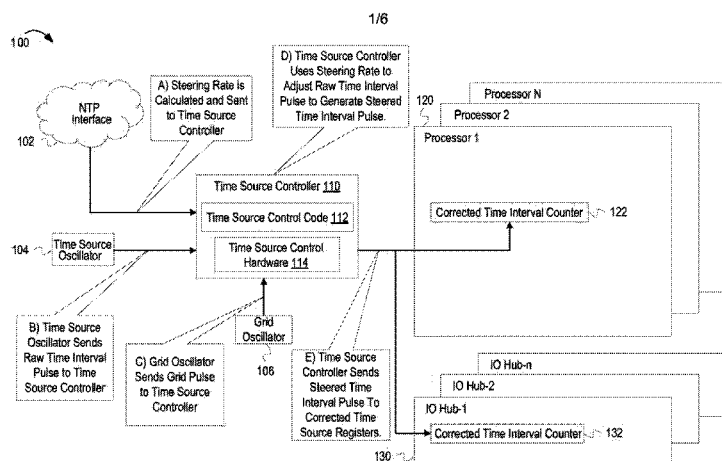 1/6
100
NTP
Interface
102
A) Steering Rate is
Calculated and Sent
to Time Source
Controller
D) Time Source Controller
Uses Steering Rate to
Adjust Raw Time Interval
Pulse to Generate Steered
Time Interval Pulse.
120
Processor N
Processor 2
Processor 1
Corrected Time Interval Counter
122
Time Source Controller 110
Time Source Control Code 112
Time Source Control
Hardware 114
104
Time Source
Oscillator
Grid
Oscillator
106
B) Time Source
Oscillator Sends
Raw Time Interval
Pulse to Time Source
Controller
C) Grid Oscillator
Sends Grid Pulse
to Time Source
Controller
E) Time Source
Controller Sends
Steered Time
Interval Pulse To
Corrected Time
Source Registers.
IO Hub-n
IO Hub-2
IO Hub-1
Corrected Time Interval Counter
132
130